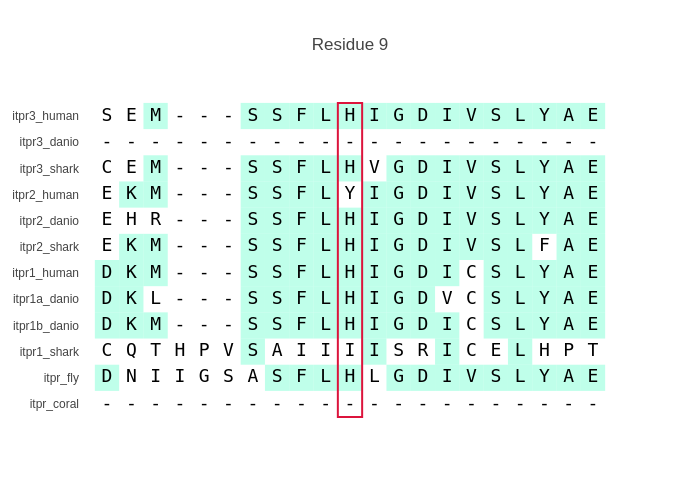 Residue 9
itpr3_human S E M - - - S S F L H I G D I V S L Y A E
itpr3_danio - - - - - - - - - - - - - - - - - - - - -
itpr3_shark C E M - - - S S F L H V G D I V S L Y A E
itpr2_human E K M - - - S S F L Y I G D I V S L Y A E
itpr2_danio E H R - - - S S F L H I G D I V S L Y A E
itpr2_shark E K M - - - S S F L H I G D I V S L F A E
itpr1_human D K M - - - S S F L H I G D I C S L Y A E
itpr1a_danio D K L - - - S S F L H I G D V C S L Y A E
itpr1b_danio D K M - - - S S F L H I G D I C S L Y A E
itpr1_shark C Q T H P V S A I I I I S R I C E L H P T
itpr_fly D N I I G S A S F L H L G D I V S L Y A E
itpr_coral - - - - - - - - - - - - - - - - - - - - -